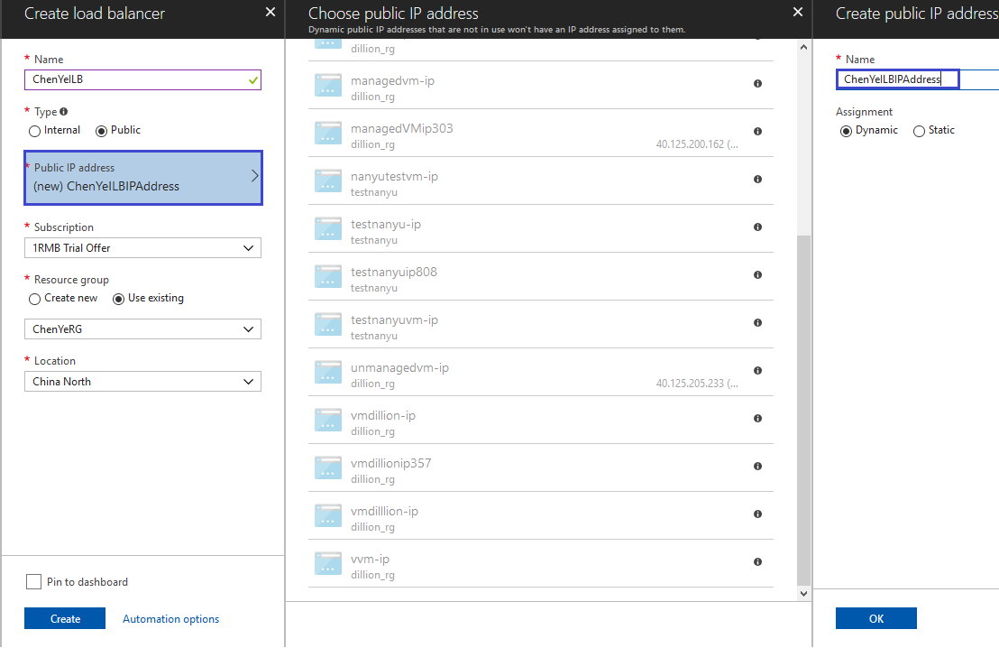 Create load balancer
* Name
ChenYeILB
* Type
Internal
Public
* Public IP address
(new) ChenYeILBIPAddress
* Subscription
1RMB Trial Offer
* Resource group
Create new
Use existing
ChenYeRG
* Location
China North
Pin to dashboard
Create
Automation options
Choose public IP address
Dynamic public IP addresses that are not in use won't have an IP address assigned to them.
dillion_rg
managedvm-ip
dillion_rg
managedVMip303
dillion_rg
40.125.200.162 (...
nanyutestvm-ip
testnanyu
testnanyu-ip
testnanyu
testnanyuip808
testnanyu
testnanyuvm-ip
testnanyu
unmanagedvm-ip
dillion_rg
40.125.205.233 (...
vmdillion-ip
dillion_rg
vmdillionip357
dillion_rg
vmdilllion-ip
dillion_rg
vvm-ip
dillion_rg
Create public IP address
* Name
ChenYeILBIPAddress
Assignment
Dynamic
Static
OK